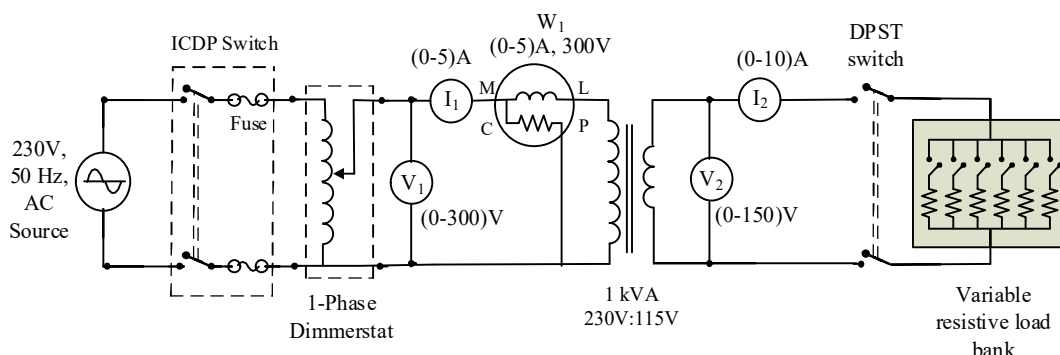 ICDP Switch
Fuse
230V,
50 Hz,
AC
Source
1-Phase
Dimmerstat
(0-5)A
I1
V1
(0-300)V
W1
(0-5)A, 300V
M
L
C
P
1 kVA
230V:115V
(0-10)A
I2
V2
(0-150)V
DPST
switch
Variable
resistive load
bank